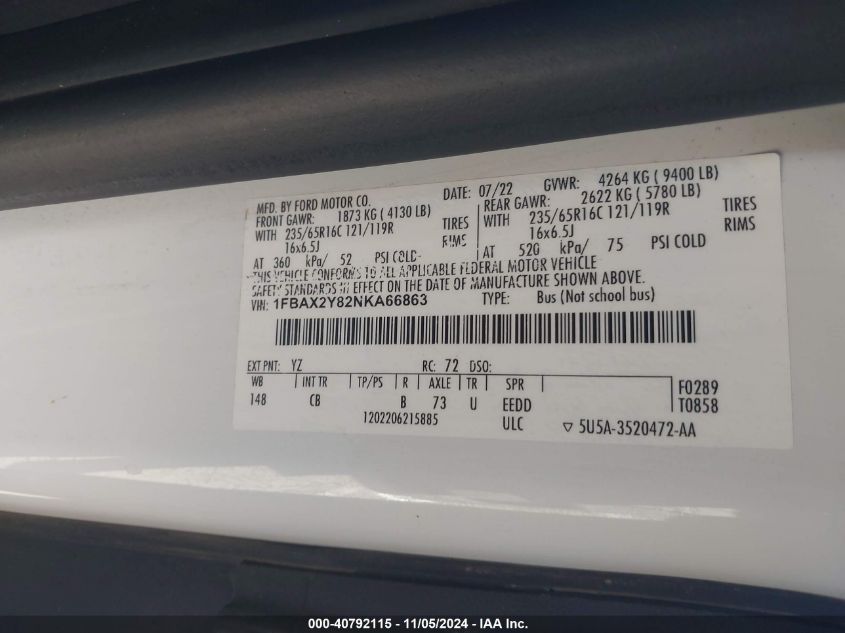 MFD. BY FORD MOTOR CO. DATE: 07/22 GVWR: 4264 KG ( 9400 LB)
FRONT GAWR: 1873 KG ( 4130 LB) REAR GAWR: 2622 KG ( 5780 LB)
WITH 235/65R16C 121/119R TIRES WITH 235/65R16C 121/119R TIRES
16x6.5J RIMS 16x6.5J RIMS
AT 360 kPa/ 52 PSI COLD AT 520 kPa/ 75 PSI COLD
THIS VEHICLE CONFORMS TO ALL APPLICABLE FEDERAL MOTOR VEHICLE
SAFETY STANDARDS IN EFFECT ON THE DATE OF MANUFACTURE SHOWN ABOVE.
VIN: 1FBAX2Y82NKA66863 TYPE: Bus (Not school bus)
EXT PNT: YZ RC: 72 DSO:
WB INT TR TP/PS R AXLE TR SPR F0289
148 CB B 73 U EEDD T0858
1202206215885 ULC ▽ 5U5A-3520472-AA
000-40792115 - 11/05/2024 - IAA Inc.